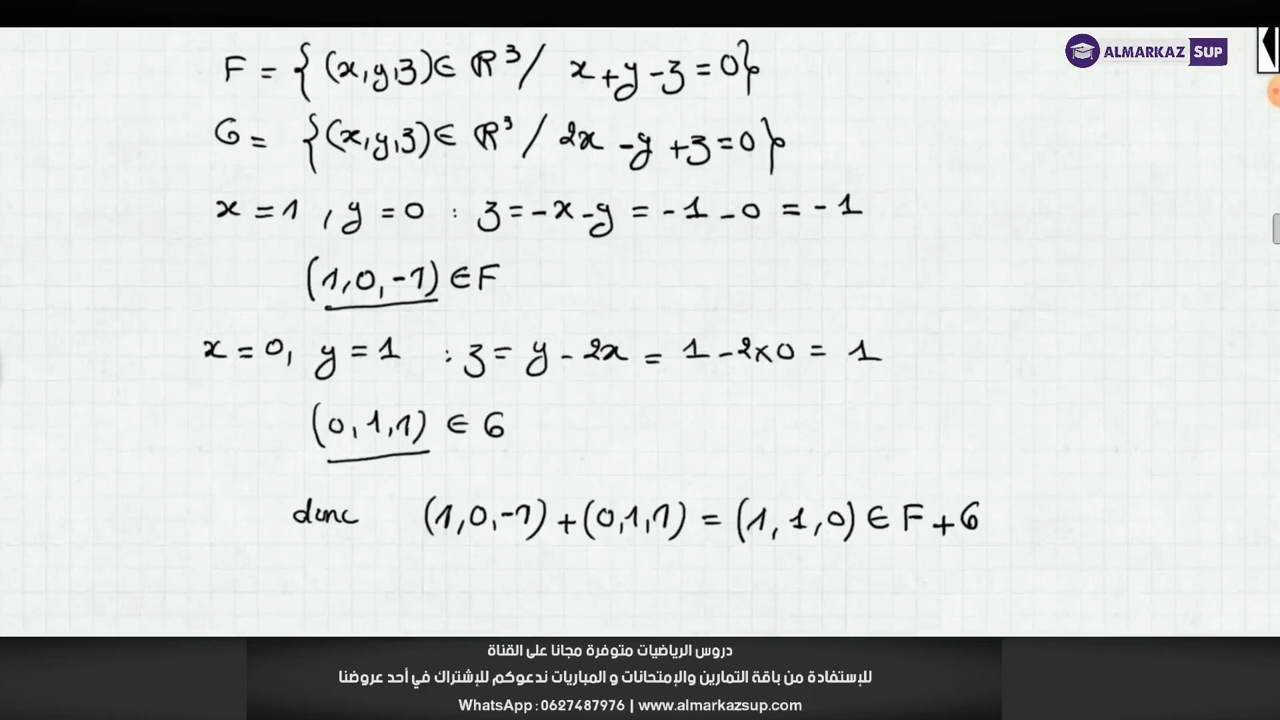 ALMARKAZ SUP
F = {(x,y,z)∈ ℝ³/ x+y-z=0}
G = {(x,y,z)∈ ℝ³/ 2x-y+z=0}
x=1, y=0 : z=-x-y = -1-0 = -1
(1,0,-1) ∈ F
x=0, y=1 : z= y-2x = 1-2x0 = 1
(0,1,1) ∈ G
donc (1,0,-1)+(0,1,1) = (1,1,0) ∈ F+G
دروس الرياضيات متوفرة مجانا على القناة
للإستفادة من باقة التمارين والإمتحانات و المباريات ندعوكم للإشتراك في أحد عروضنا
WhatsApp : 0627487976 | www.almarkazsup.com